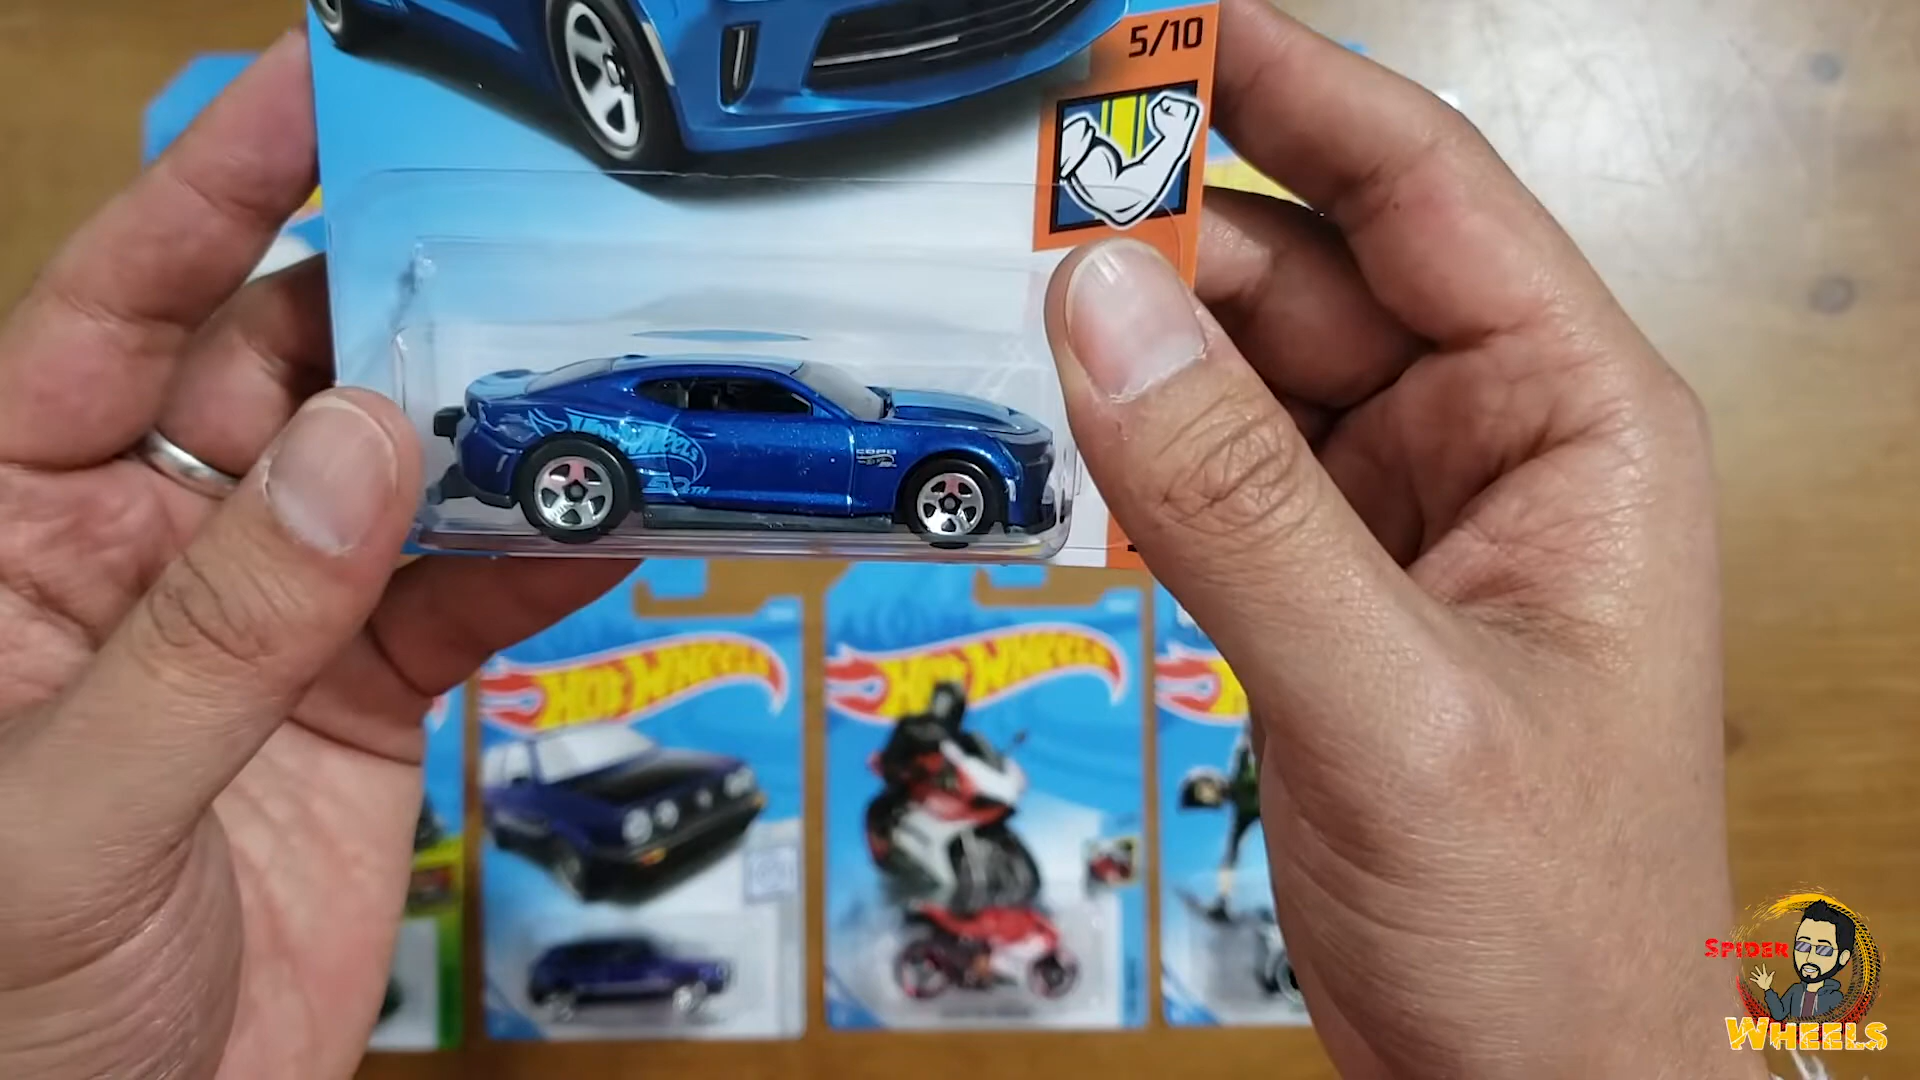 5/10
HOT WHEELS
50TH
COPO
HOT WHEELS
HOT WHEELS
SPIDER
WHEELS